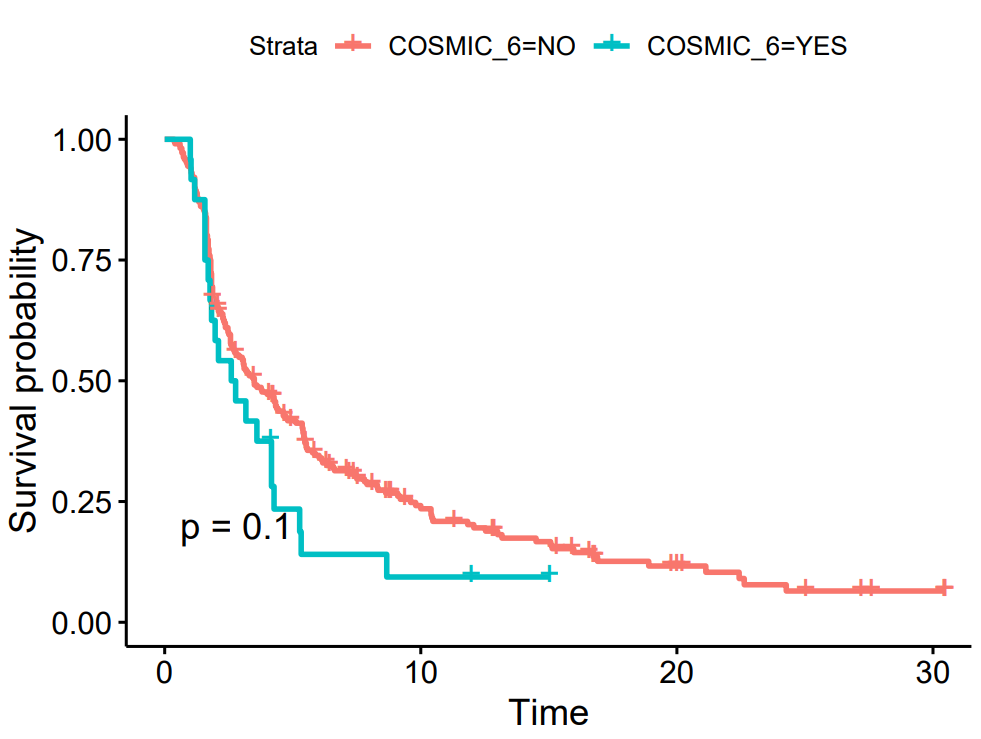 Strata COSMIC_6=NO COSMIC_6=YES
1.00
0.75
0.50
0.25
0.00
Survival probability
p = 0.1
0 10 20 30
Time